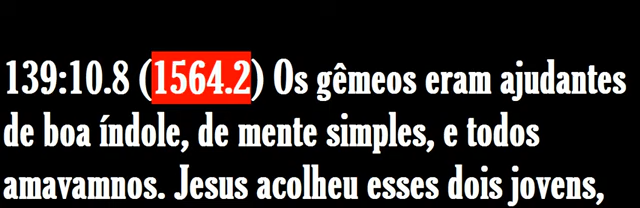 139:10.8 (1564.2) Os gêmeos eram ajudantes
de boa índole, de mente simples, e todos
amavamnos. Jesus acolheu esses dois jovens,